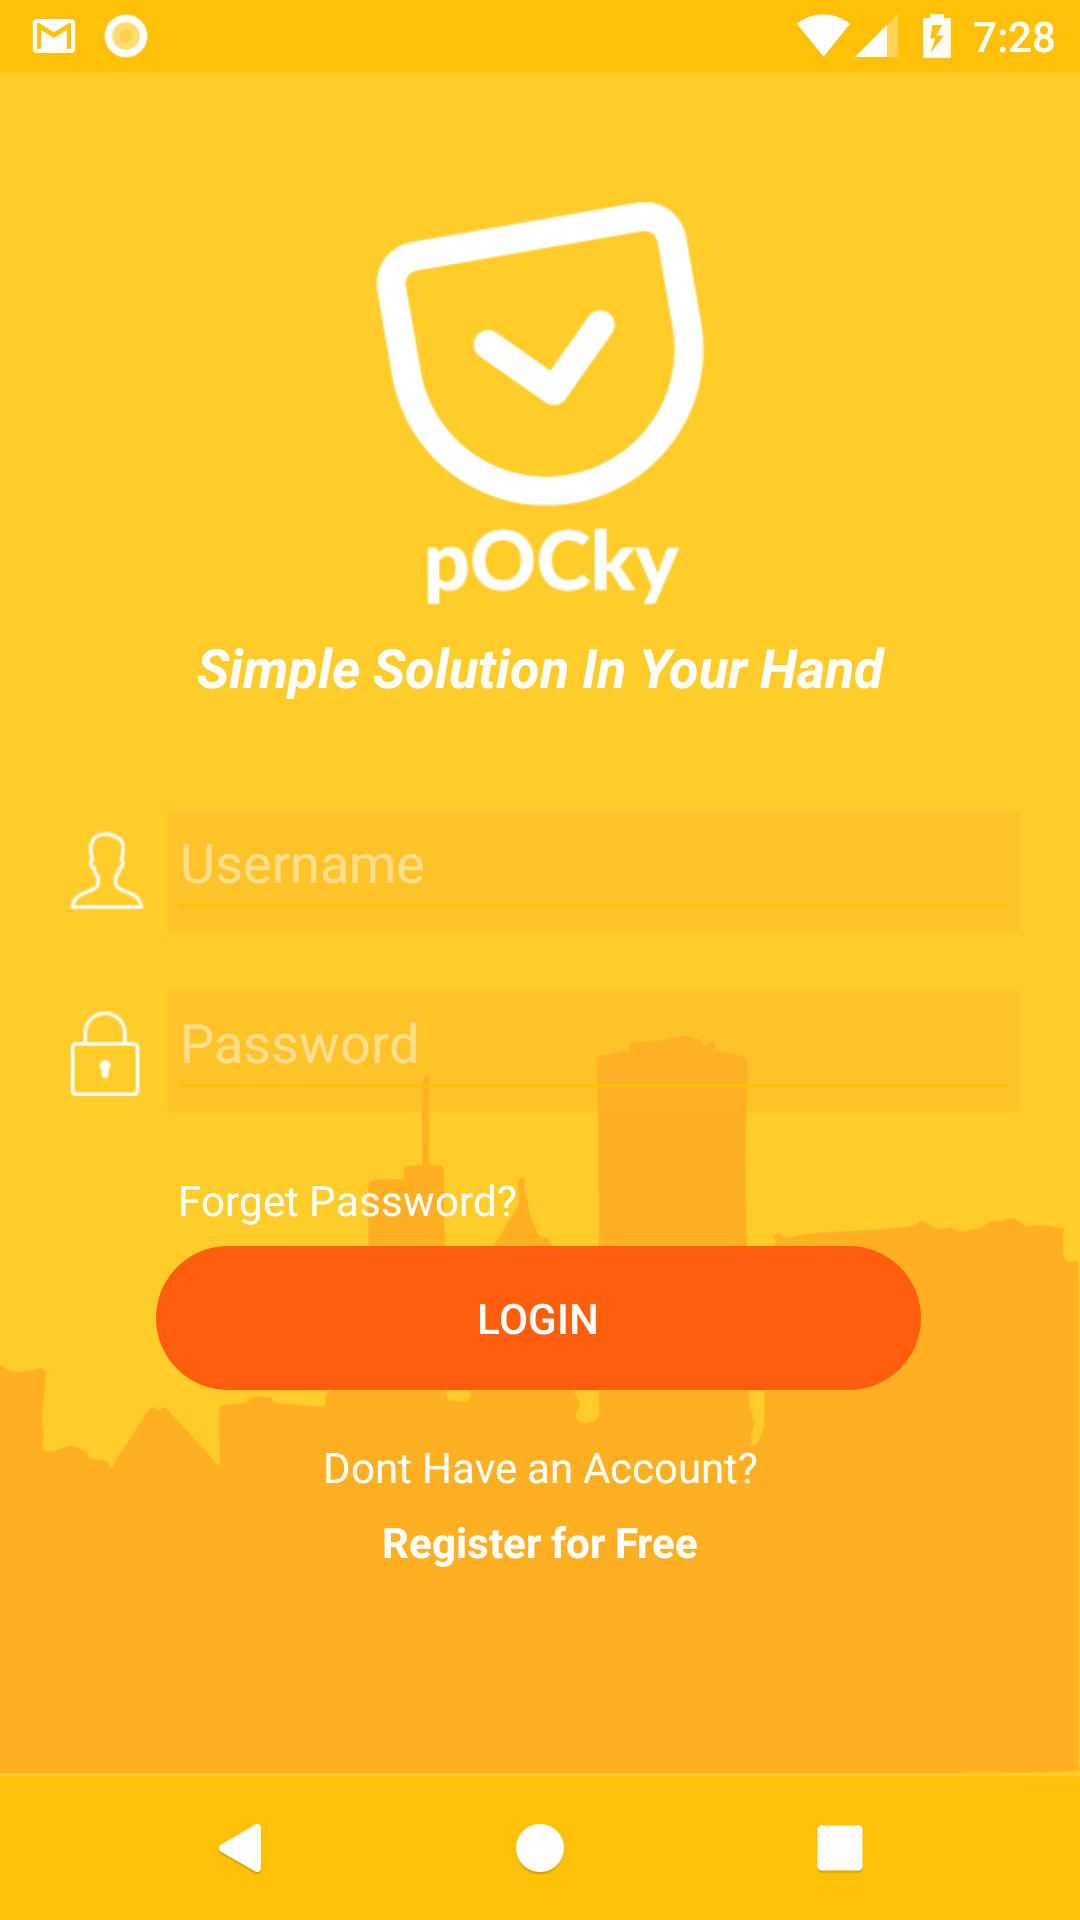 7:28
pOCky
Simple Solution In Your Hand
Username
Password
Forget Password?
LOGIN
Dont Have an Account?
Register for Free